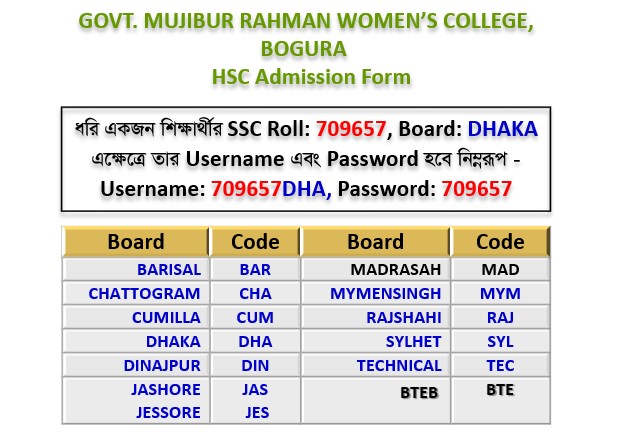 GOVT. MUJIBUR RAHMAN WOMEN’S COLLEGE,
BOGURA
HSC Admission Form
ধরি একজন শিক্ষার্থীর SSC Roll: 709657, Board: DHAKA
এক্ষেত্রে তার Username এবং Password হবে নিম্নরূপ -
Username: 709657DHA, Password: 709657
Board Code Board Code
BARISAL BAR MADRASAH MAD
CHATTOGRAM CHA MYMENSINGH MYM
CUMILLA CUM RAJSHAHI RAJ
DHAKA DHA SYLHET SYL
DINAJPUR DIN TECHNICAL TEC
JASHORE JAS BTEB BTE
JESSORE JES